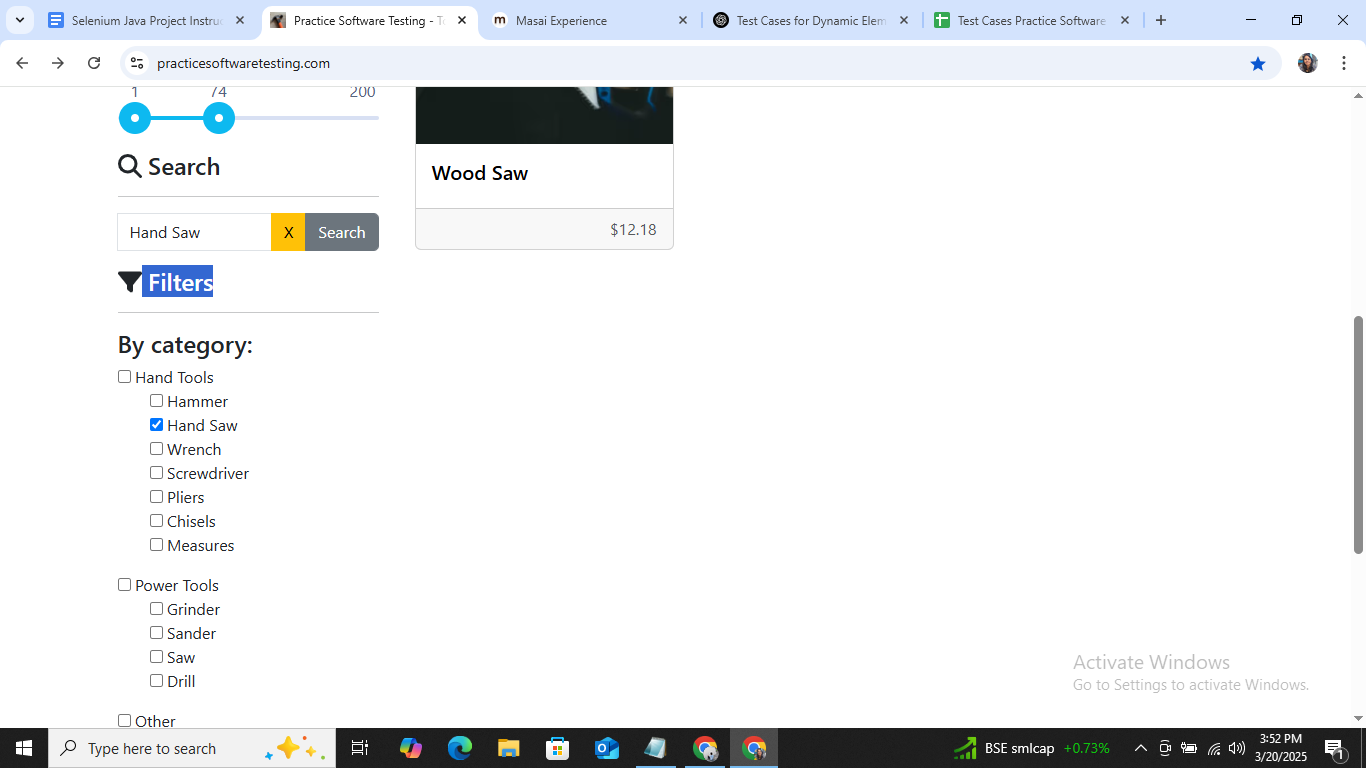 Selenium Java Project Instru
Practice Software Testing - T
Masai Experience
Test Cases for Dynamic Elem
Test Cases Practice Software
practicesoftwaretesting.com
1 74 200
Search
Hand Saw X Search
Filters
By category:
Hand Tools
Hammer
Hand Saw
Wrench
Screwdriver
Pliers
Chisels
Measures
Power Tools
Grinder
Sander
Saw
Drill
Other
Wood Saw
$12.18
Activate Windows
Go to Settings to activate Windows.
Type here to search
BSE smlcap +0.73%
3:52 PM
3/20/2025
1